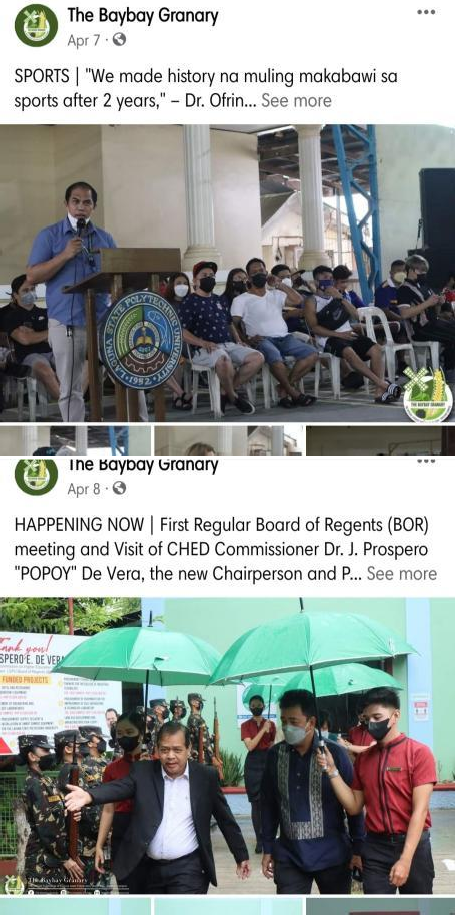 The Baybay Granary
Apr 7 ·
SPORTS | "We made history na muling makabawi sa
sports after 2 years," – Dr. Ofrin... See more
LAGUNA STATE POLYTECHNIC UNIVERSITY
1952
THE BAYBAY GRANARY
The Baybay Granary
Apr 8 ·
HAPPENING NOW | First Regular Board of Regents (BOR)
meeting and Visit of CHED Commissioner Dr. J. Prospero
"POPOY" De Vera, the new Chairperson and P... See more
Thank you!
SPERO E. DE VERA
FUNDED PROJECTS
The Baybay Granary